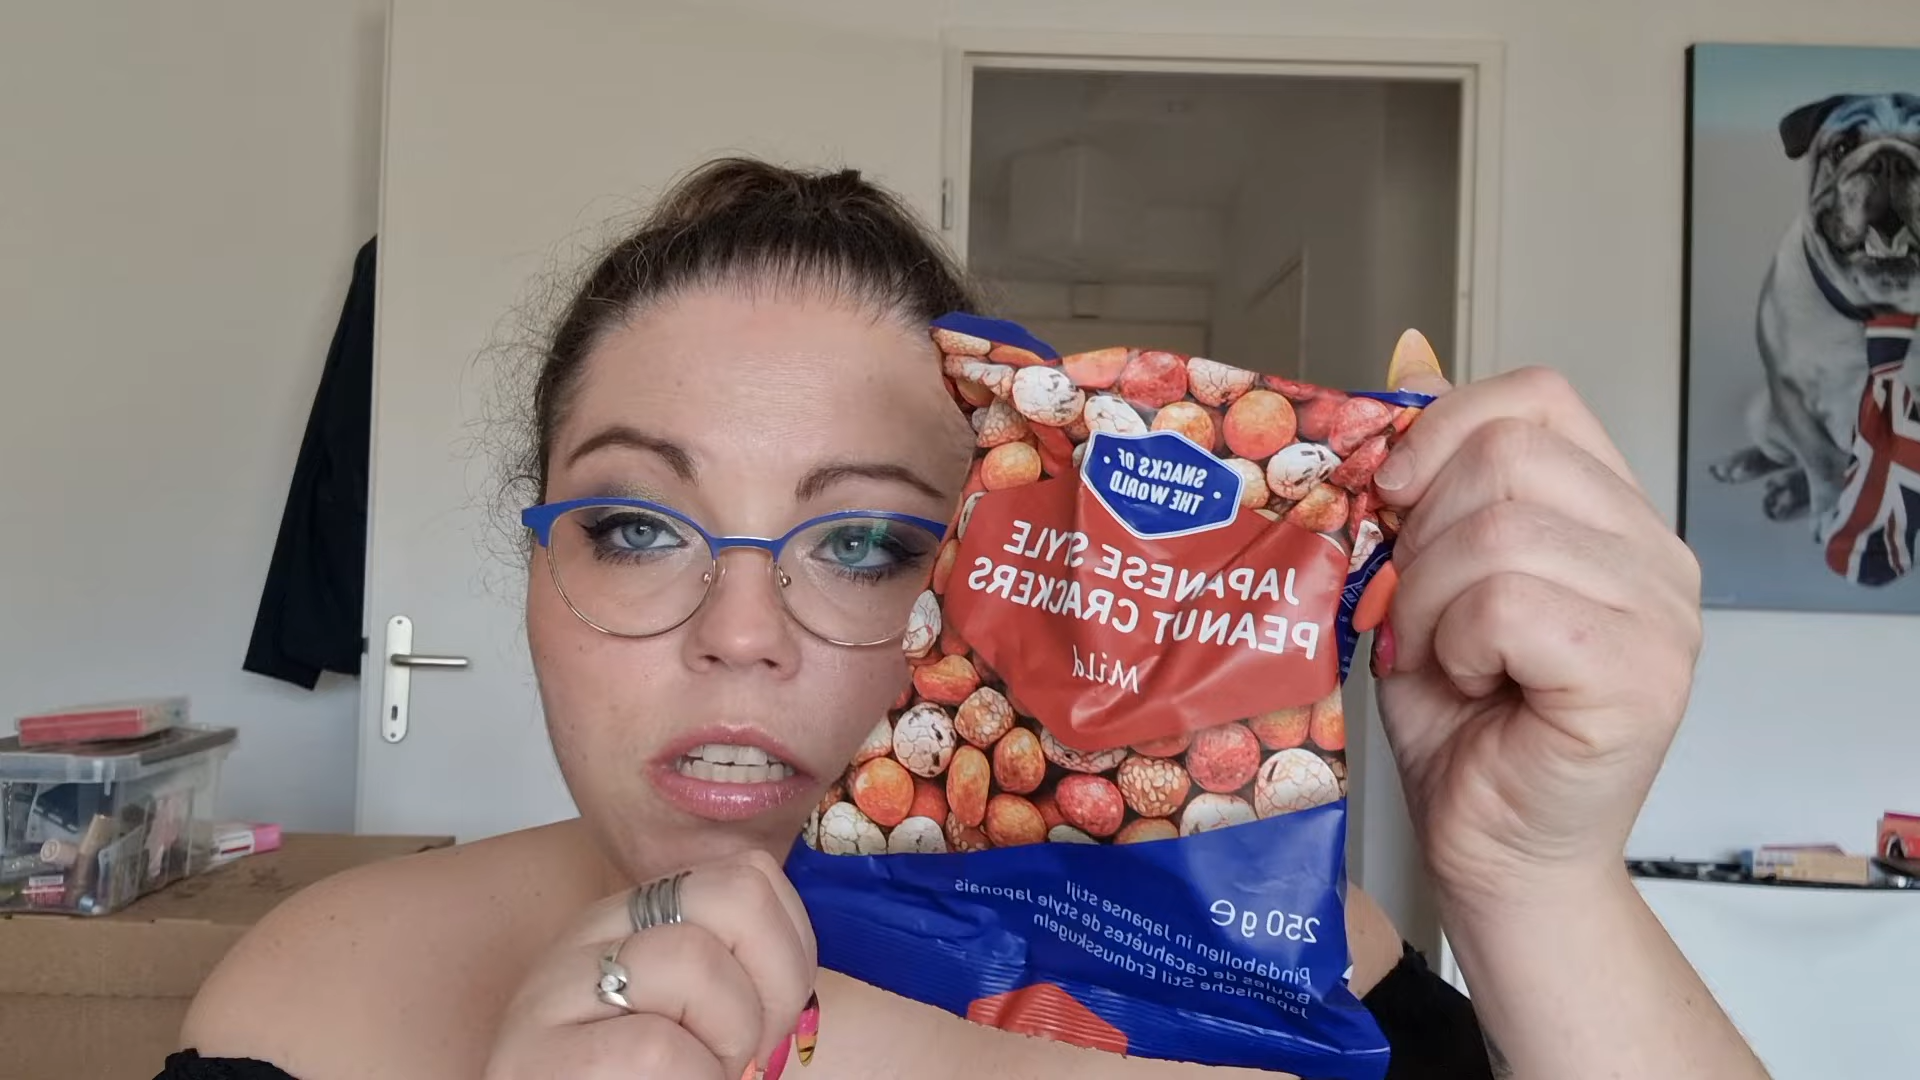 SNACKS OF
THE WORLD
JAPANESE STYLE
PEANUT CRACKERS
Mild
250 g e
Pindabollen in Japanse stijl
Boules de cacahuètes de style Japonais
Japanische Stil Erdnusskugeln